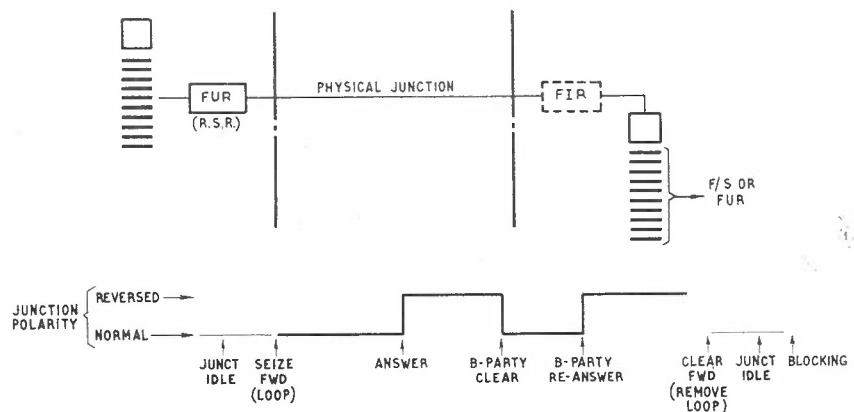 FUR
(R.S.R.)
PHYSICAL JUNCTION
FIR
F/S OR
FUR
JUNCTION
POLARITY
REVERSED
NORMAL
JUNCT
IDLE
SEIZE
FWD
(LOOP)
ANSWER
B-PARTY
CLEAR
B-PARTY
RE-ANSWER
CLEAR
FWD
(REMOVE
LOOP)
JUNCT
IDLE
BLOCKING